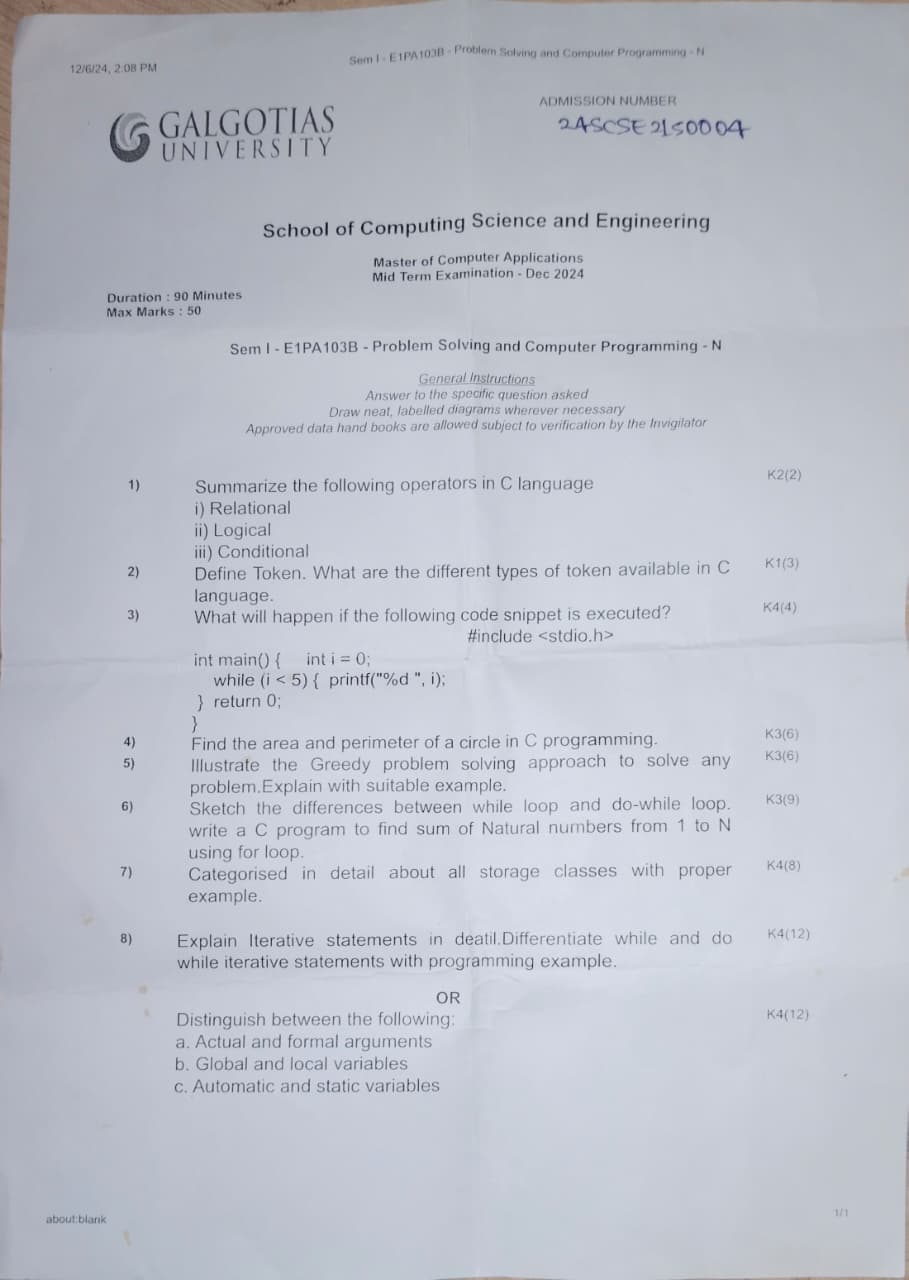 12/6/24, 2:08 PM
Sem I - E1PA103B - Problem Solving and Computer Programming - N
GALGOTIAS
UNIVERSITY
ADMISSION NUMBER
24SCSE2150004
School of Computing Science and Engineering
Master of Computer Applications
Mid Term Examination - Dec 2024
Duration : 90 Minutes
Max Marks : 50
Sem I - E1PA103B - Problem Solving and Computer Programming - N
General Instructions
Answer to the specific question asked
Draw neat, labelled diagrams wherever necessary
Approved data hand books are allowed subject to verification by the Invigilator
1) Summarize the following operators in C language K2(2)
i) Relational
ii) Logical
iii) Conditional
2) Define Token. What are the different types of token available in C K1(3)
language.
3) What will happen if the following code snippet is executed? K4(4)
#include <stdio.h>
int main() { int i = 0;
while (i < 5) { printf("%d ", i);
} return 0;
}
4) Find the area and perimeter of a circle in C programming. K3(6)
5) Illustrate the Greedy problem solving approach to solve any K3(6)
problem.Explain with suitable example.
6) Sketch the differences between while loop and do-while loop. K3(9)
write a C program to find sum of Natural numbers from 1 to N
using for loop.
7) Categorised in detail about all storage classes with proper K4(8)
example.
8) Explain Iterative statements in deatil.Differentiate while and do K4(12)
while iterative statements with programming example.
OR
Distinguish between the following: K4(12)
a. Actual and formal arguments
b. Global and local variables
c. Automatic and static variables
about:blank
1/1